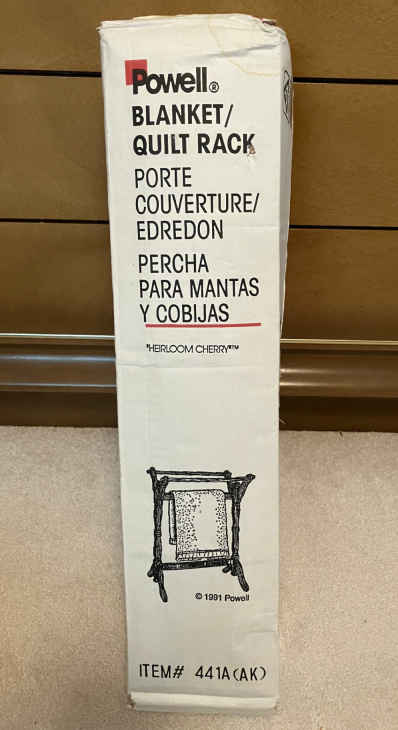 Powell®
BLANKET/
QUILT RACK
PORTE
COUVERTURE/
EDREDON
PERCHA
PARA MANTAS
Y COBIJAS
"HEIRLOOM CHERRY"™
© 1991 Powell
ITEM# 441A(AK)